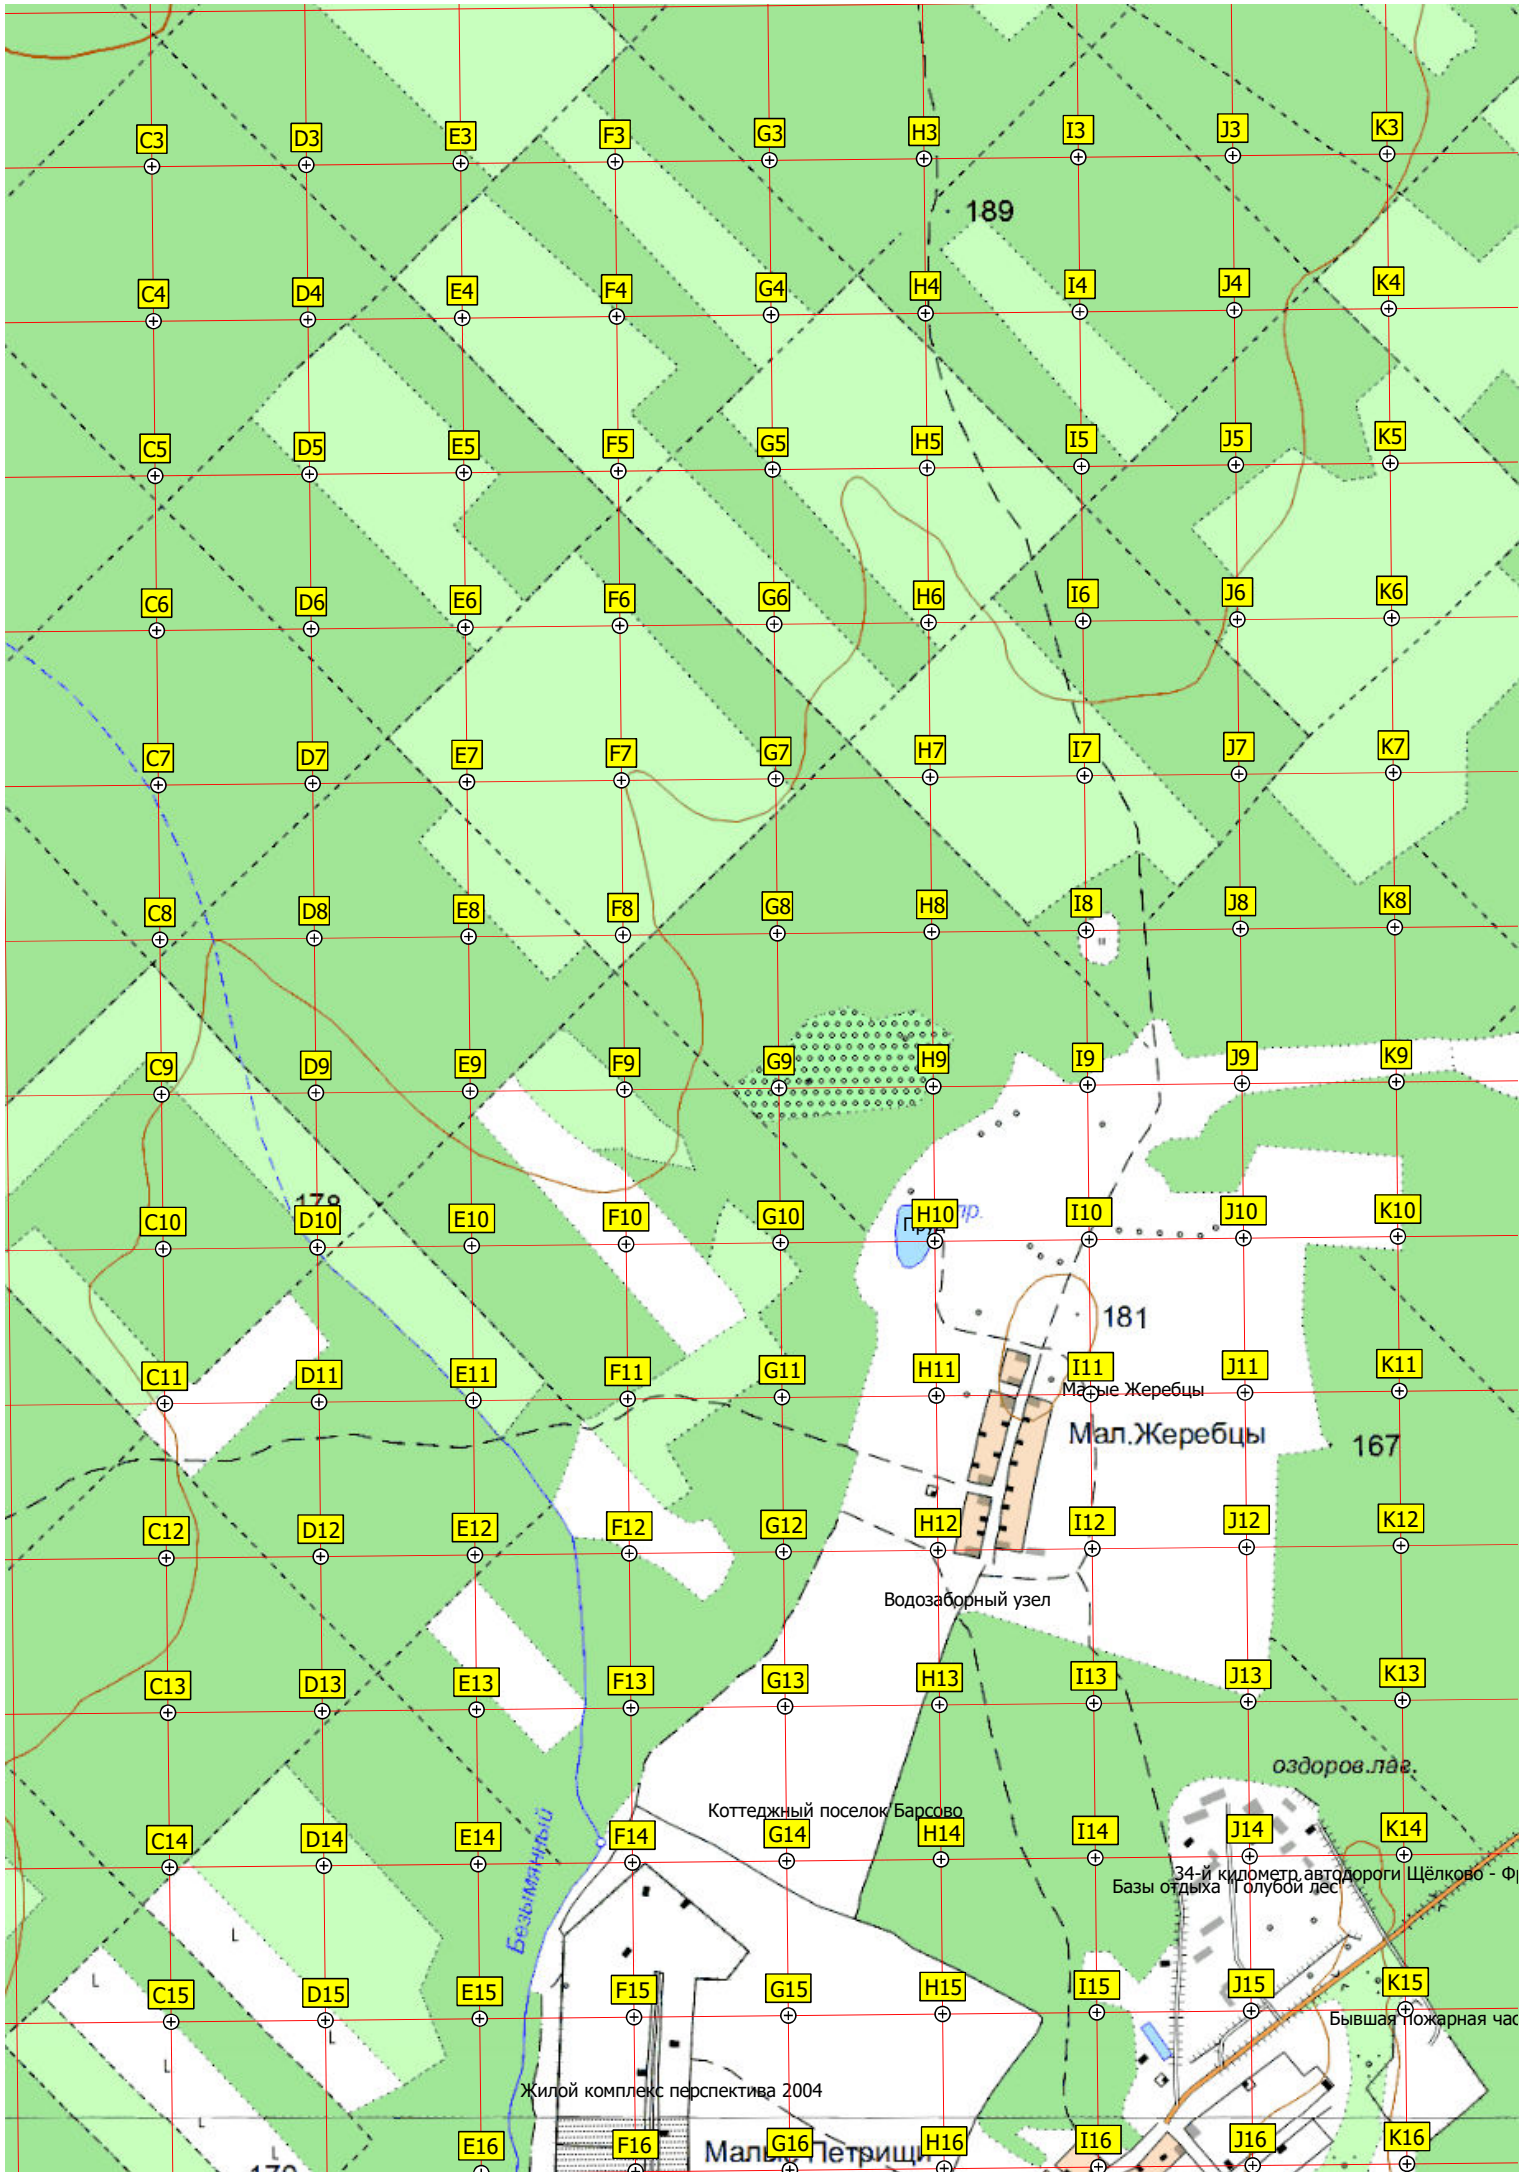 C3 D3 E3 F3 G3 H3 I3 J3 K3
189
C4 D4 E4 F4 G4 H4 I4 J4 K4
C5 D5 E5 F5 G5 H5 I5 J5 K5
C6 D6 E6 F6 G6 H6 I6 J6 K6
C7 D7 E7 F7 G7 H7 I7 J7 K7
C8 D8 E8 F8 G8 H8 I8 J8 K8
C9 D9 E9 F9 G9 H9 I9 J9 K9
178
C10 D10 E10 F10 G10 H10 пр. I10 J10 K10
181
C11 D11 E11 F11 G11 H11 I11 J11 K11
Малые Жеребцы
Мал.Жеребцы
167
C12 D12 E12 F12 G12 H12 I12 J12 K12
Водозаборный узел
C13 D13 E13 F13 G13 H13 I13 J13 K13
оздоров.лаг.
Коттеджный поселок Барсово
C14 D14 E14 F14 G14 H14 I14 J14 K14
Безымянный
34-й километр автодороги Щёлково -
Базы отдыха "Голубой лес"
L
L
C15 D15 E15 F15 G15 H15 I15 J15 K15
Бывшая пожарная
L
L
Жилой комплекс перспектива 2004
L
L
E16 F16 G16 H16 I16 J16 K16
Малые Петрищи